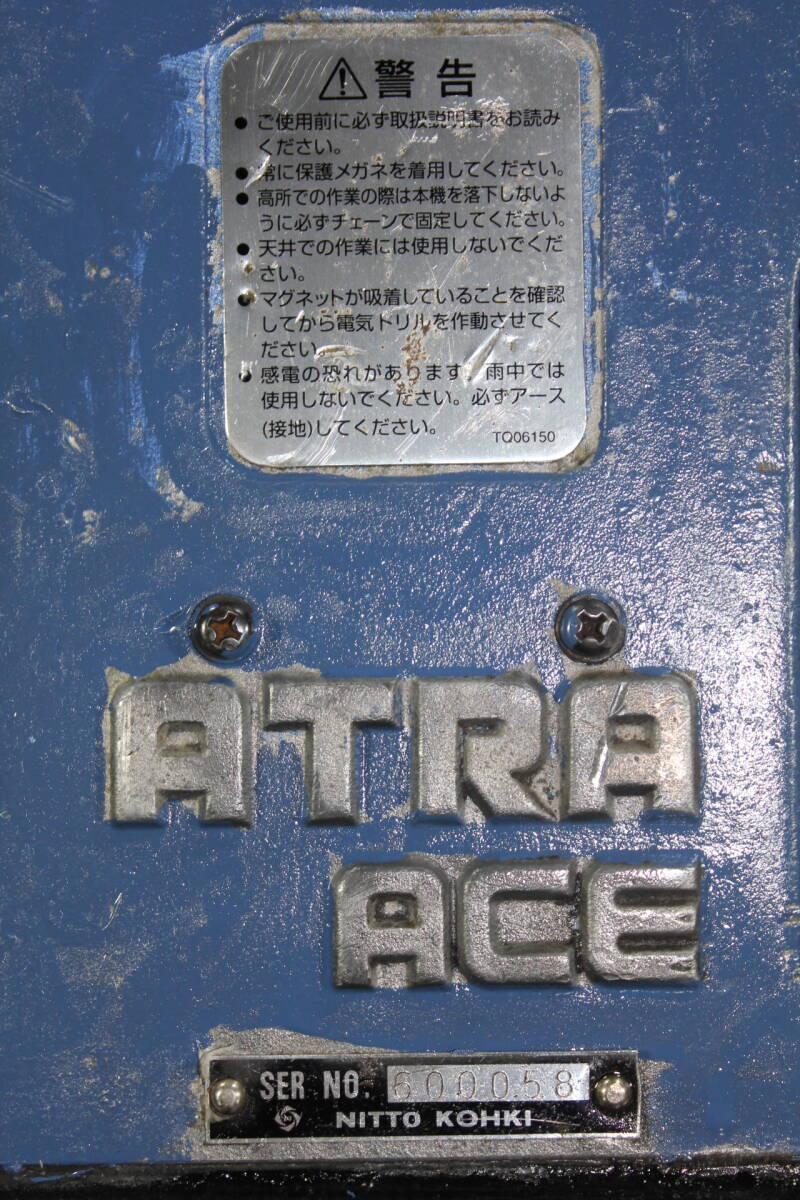 警告
● ご使用前に必ず取扱説明書をお読み
ください。
● 常に保護メガネを着用してください。
● 高所での作業の際は本機を落下しないよ
うに必ずチェーンで固定してください。
● 天井での作業には使用しないでくだ
さい。
● マグネットが吸着していることを確認
してから電気ドリルを作動させてく
ださい。
● 感電の恐れがあります。雨中では
使用しないでください。必ずアース
(接地)してください。
TQ06150
ATRA
ACE
SER NO. 600058
NITTO KOHKI